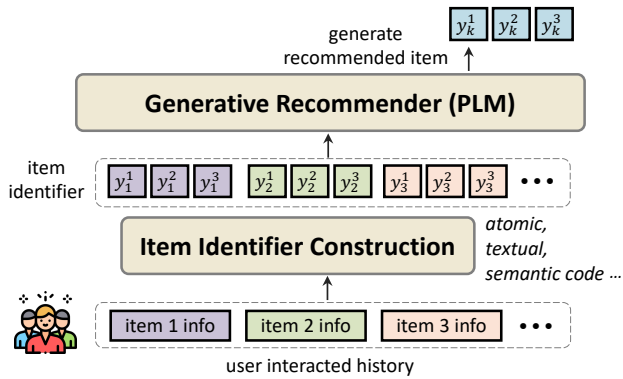 generate
recommended item
y_k^1 y_k^2 y_k^3
Generative Recommender (PLM)
item
identifier
y_1^1 y_1^2 y_1^3 y_2^1 y_2^2 y_2^3 y_3^1 y_3^2 y_3^3 •••
Item Identifier Construction
atomic,
textual,
semantic code ...
item 1 info item 2 info item 3 info •••
user interacted history